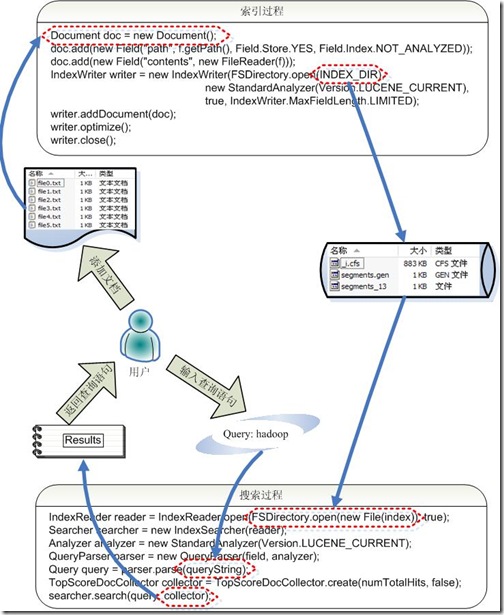 索引过程
Document doc = new Document();
doc.add(new Field("path", f.getPath(), Field.Store.YES, Field.Index.NOT_ANALYZED));
doc.add(new Field("contents", new FileReader(f)));
IndexWriter writer = new IndexWriter(FSDirectory.open(INDEX_DIR),
new StandardAnalyzer(Version.LUCENE_CURRENT),
true, IndexWriter.MaxFieldLength.LIMITED);
writer.addDocument(doc);
writer.optimize();
writer.close();
名称 大... 类型
file0.txt 1 KB 文本文档
file1.txt 1 KB 文本文档
file2.txt 1 KB 文本文档
file3.txt 1 KB 文本文档
file4.txt 1 KB 文本文档
file5.txt 1 KB 文本文档
名称 大小 类型
_i.cfs 883 KB CFS 文件
segments.gen 1 KB GEN 文件
segments_13 1 KB 文件
添加文档
用户
返回查询语句
输入查询语句
Results
Query: hadoop
搜索过程
IndexReader reader = IndexReader.open(FSDirectory.open(new File(index)), true);
Searcher searcher = new IndexSearcher(reader);
Analyzer analyzer = new StandardAnalyzer(Version.LUCENE_CURRENT);
QueryParser parser = new QueryParser(field, analyzer);
Query query = parser.parse(queryString);
TopScoreDocCollector collector = TopScoreDocCollector.create(numTotalHits, false);
searcher.search(query, collector);